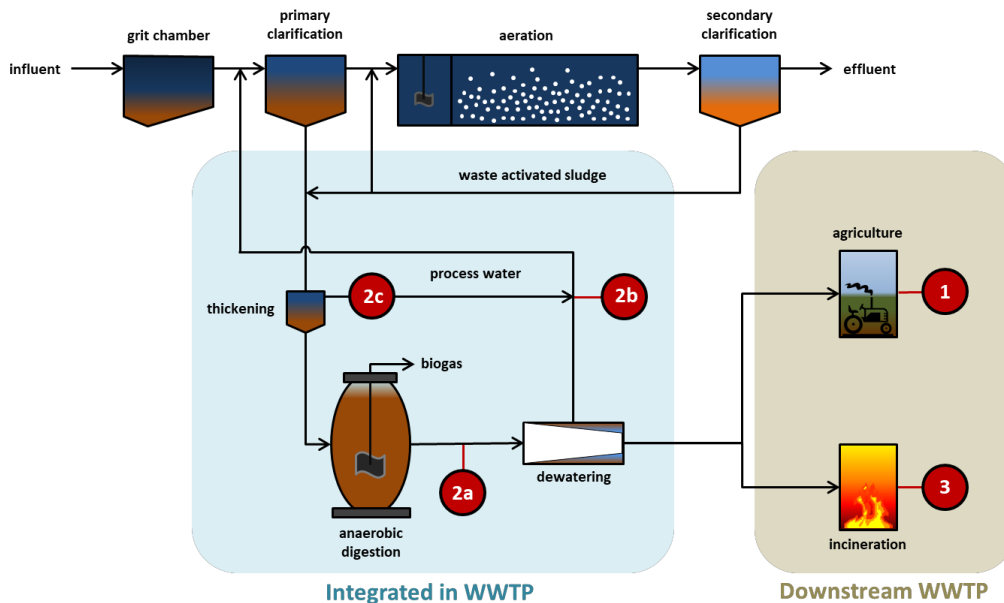 primary
clarification
secondary
clarification
grit chamber
aeration
influent
effluent
waste activated sludge
agriculture
process water
2c
2b
1
thickening
biogas
dewatering
2a
3
anaerobic
digestion
incineration
Integrated in WWTP
Downstream WWTP